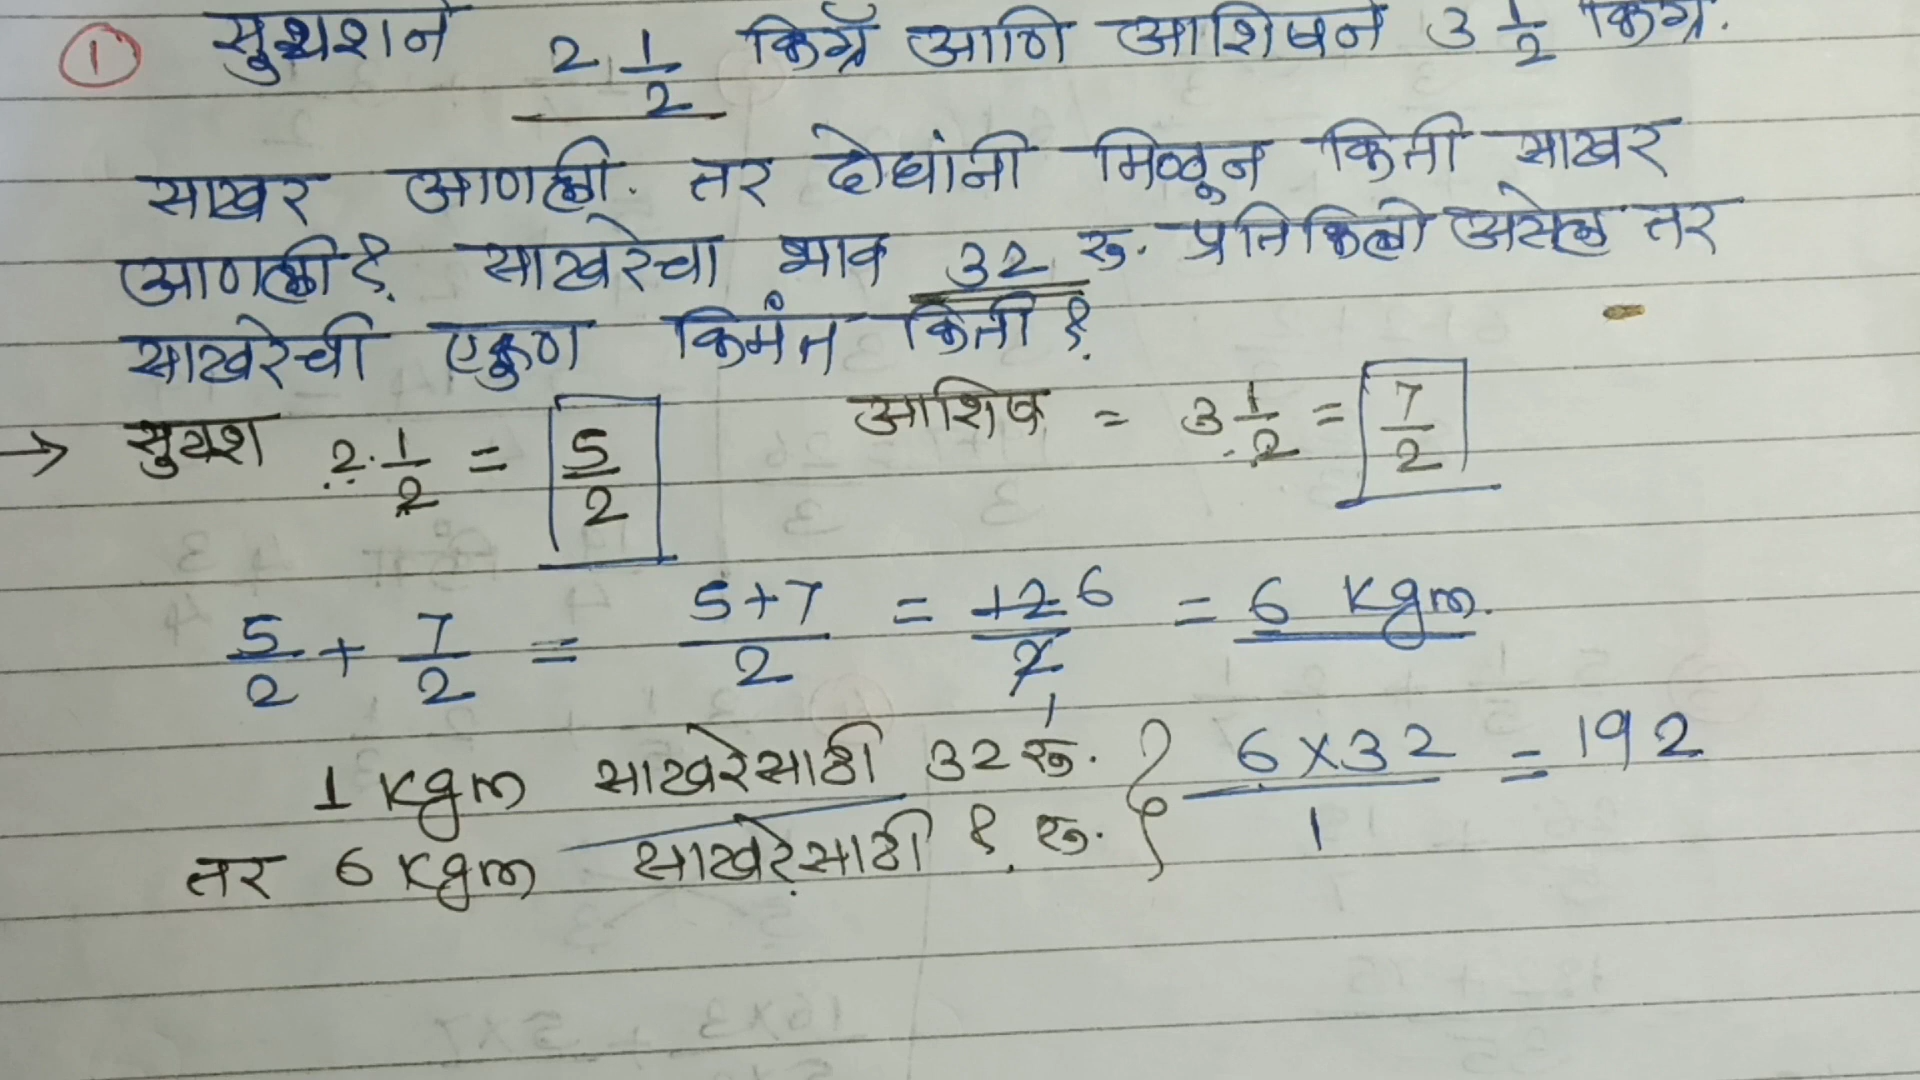 ① सुयशने 2 1/2 किग्रॅ आणि आशिषने 3 1/2 किग्रॅ.
साखर आणली. तर दोघांनी मिळून किती साखर
आणली? साखरेचा भाव 32 रु. प्रतिकिलो असेल तर
साखरेची एकुण किमंत किती?
→ सुयश 2 1/2 = 5/2 आशिष = 3 1/2 = 7/2
5/2 + 7/2 = 5+7/2 = 12/2 6/1 = 6 Kgm.
1 Kgm साखरेसाठी 32 रु. } 6×32/1 = 192
तर 6 Kgm साखरेसाठी ? रु.